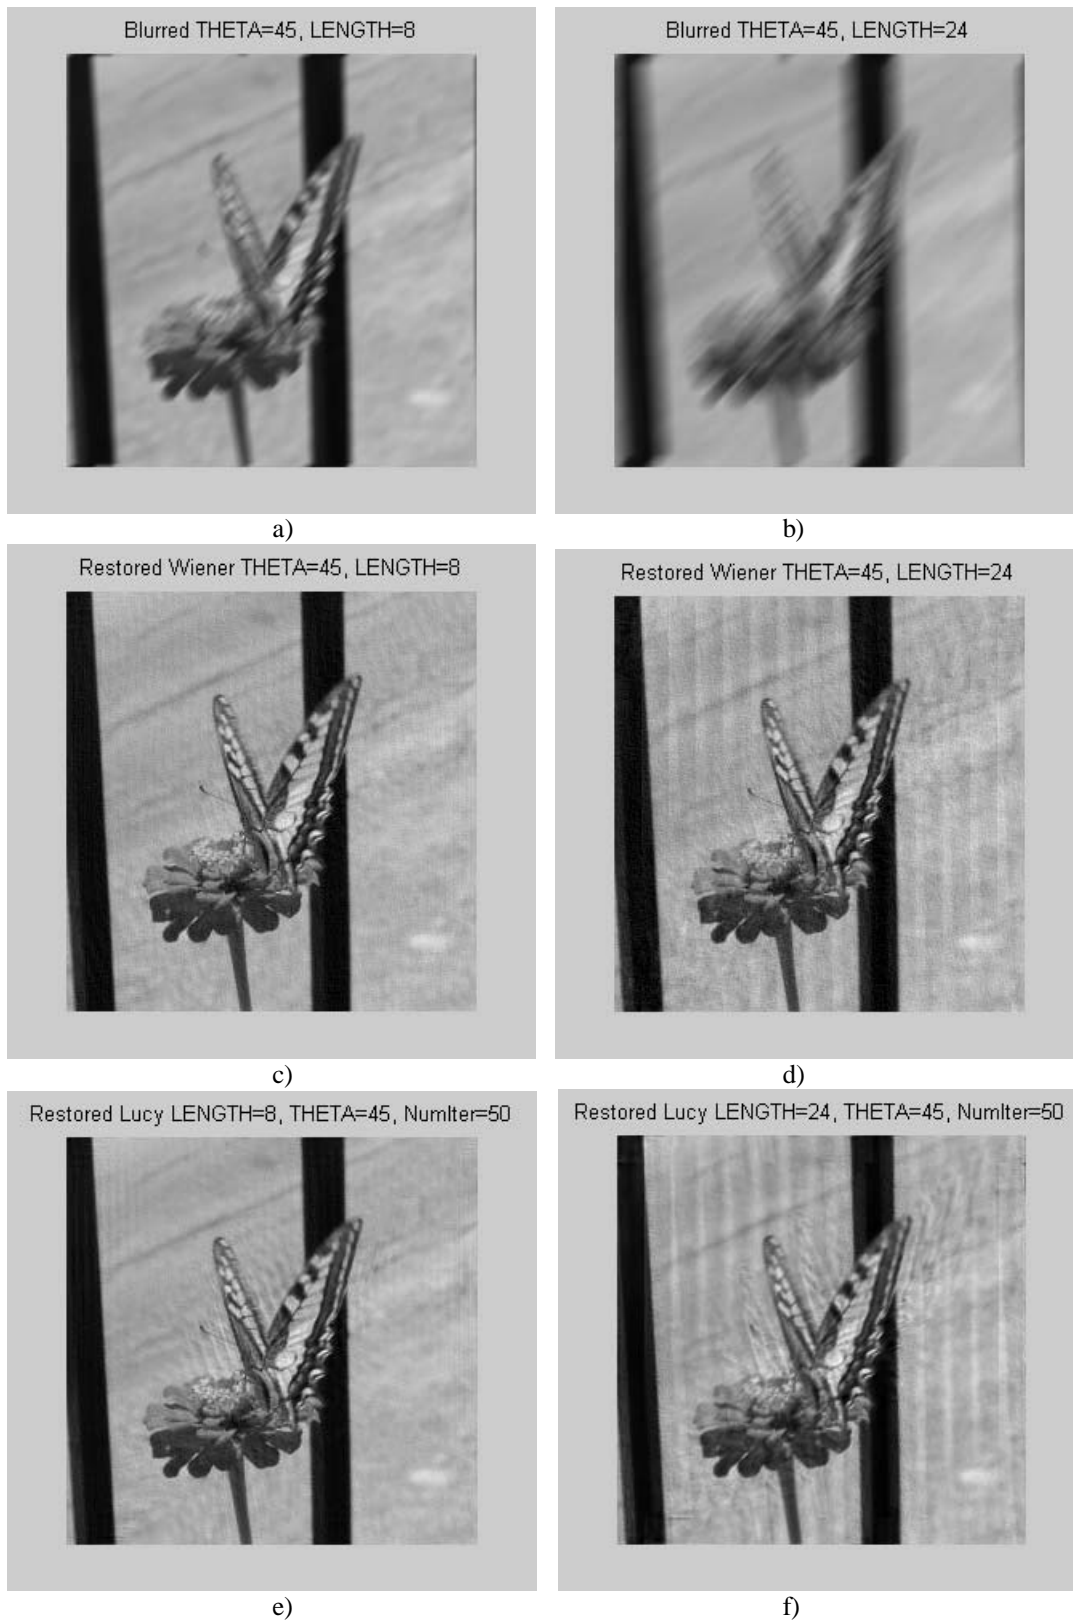 Blurred THETA=45, LENGTH=8
Blurred THETA=45, LENGTH=24
a)
b)
Restored Wiener THETA=45, LENGTH=8
Restored Wiener THETA=45, LENGTH=24
c)
d)
Restored Lucy LENGTH=8, THETA=45, NumIter=50
Restored Lucy LENGTH=24, THETA=45, NumIter=50
e)
f)